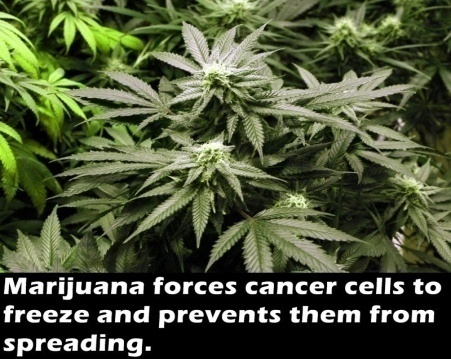 Marijuana forces cancer cells to
freeze and prevents them from
spreading.